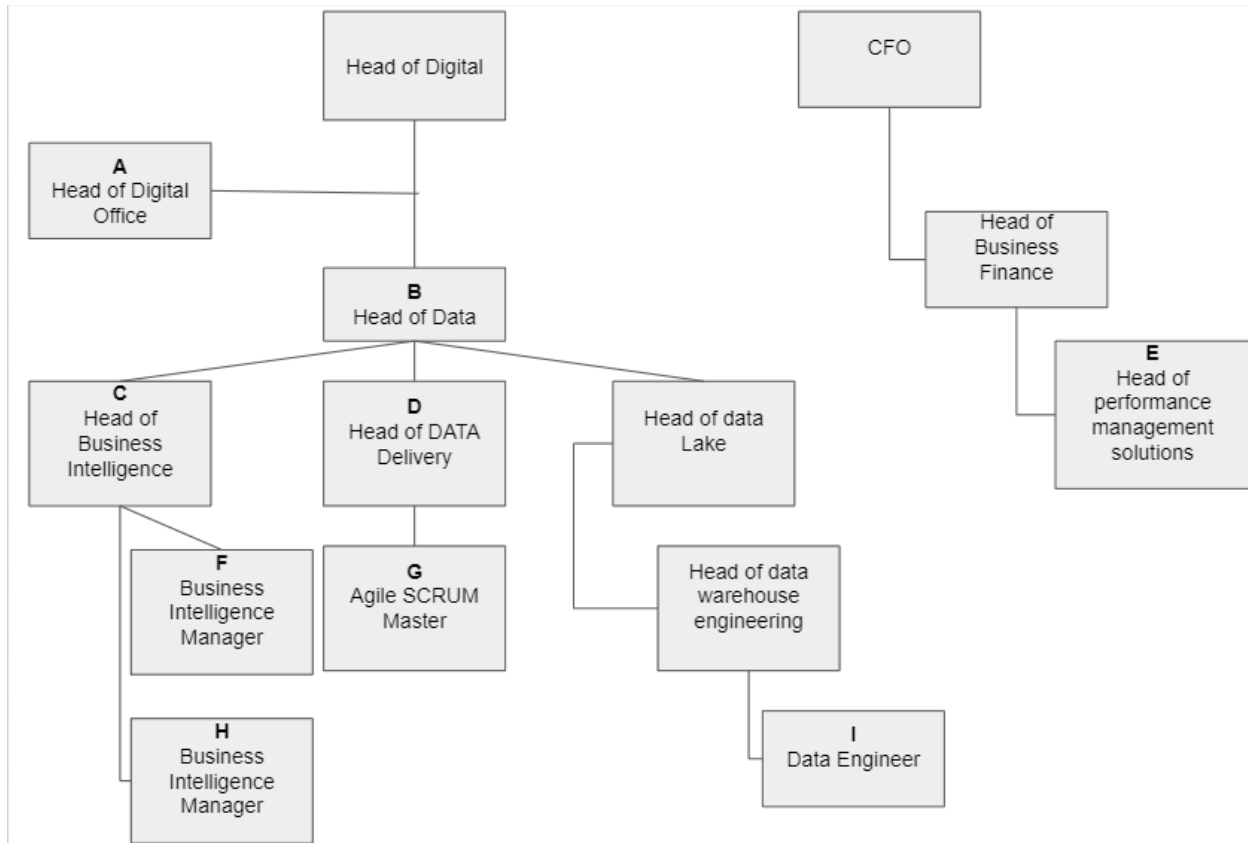 Head of Digital
CFO
A
Head of Digital
Office
Head of
Business
Finance
B
Head of Data
E
Head of
performance
management
solutions
C
Head of
Business
Intelligence
D
Head of DATA
Delivery
Head of data
Lake
F
Business
Intelligence
Manager
G
Agile SCRUM
Master
Head of data
warehouse
engineering
H
Business
Intelligence
Manager
I
Data Engineer